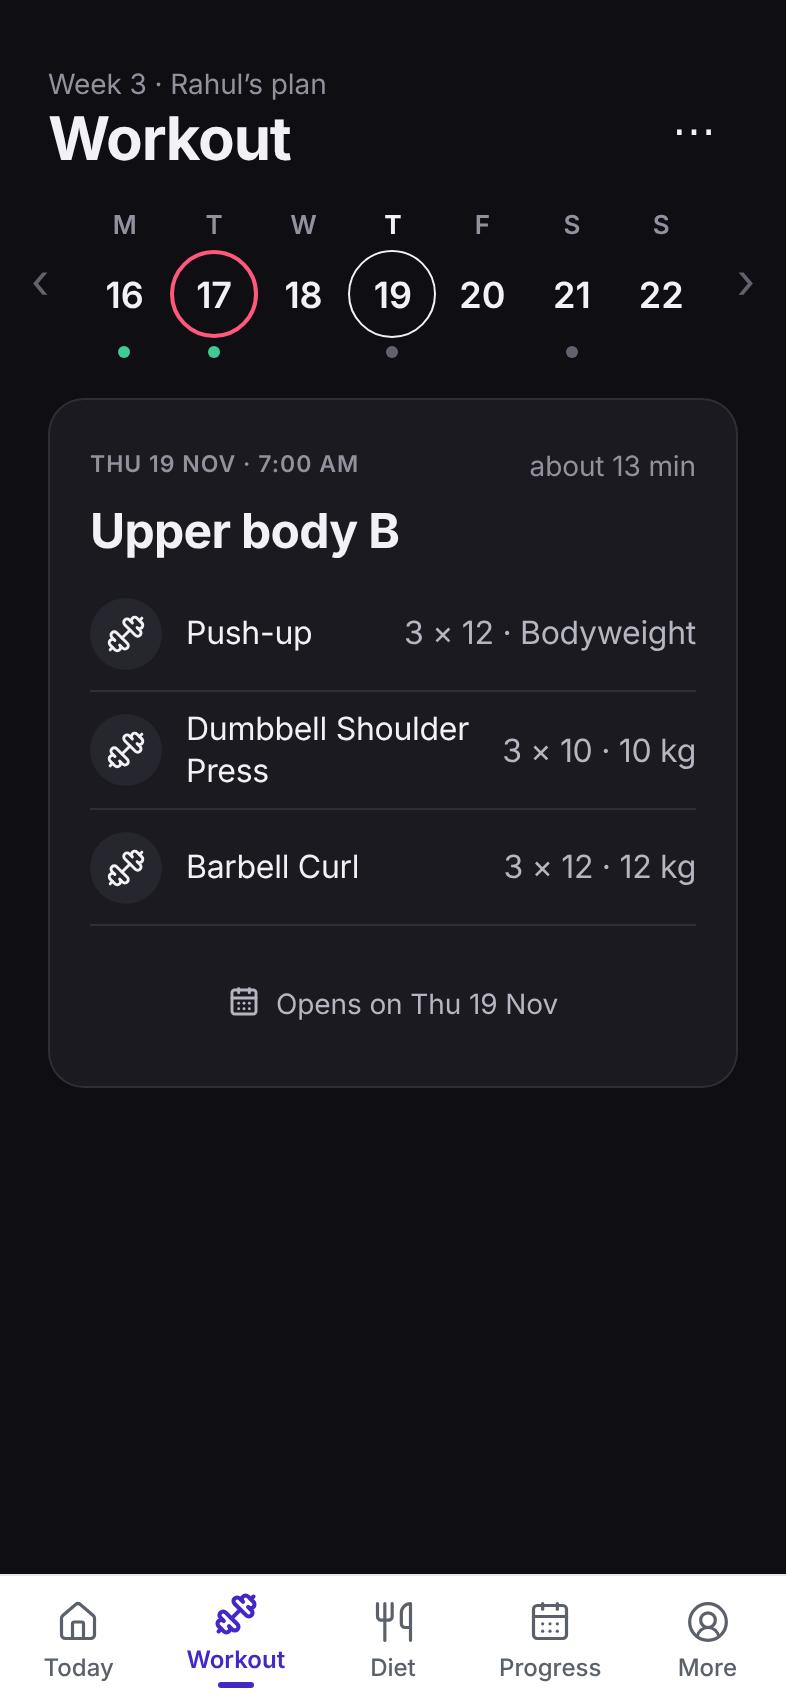 Week 3 · Rahul’s plan
Workout
···
M T W T F S S
‹ 16 17 18 19 20 21 22 ›
THU 19 NOV · 7:00 AM about 13 min
Upper body B
Push-up 3 × 12 · Bodyweight
Dumbbell Shoulder
Press 3 × 10 · 10 kg
Barbell Curl 3 × 12 · 12 kg
Opens on Thu 19 Nov
Today Workout Diet Progress More